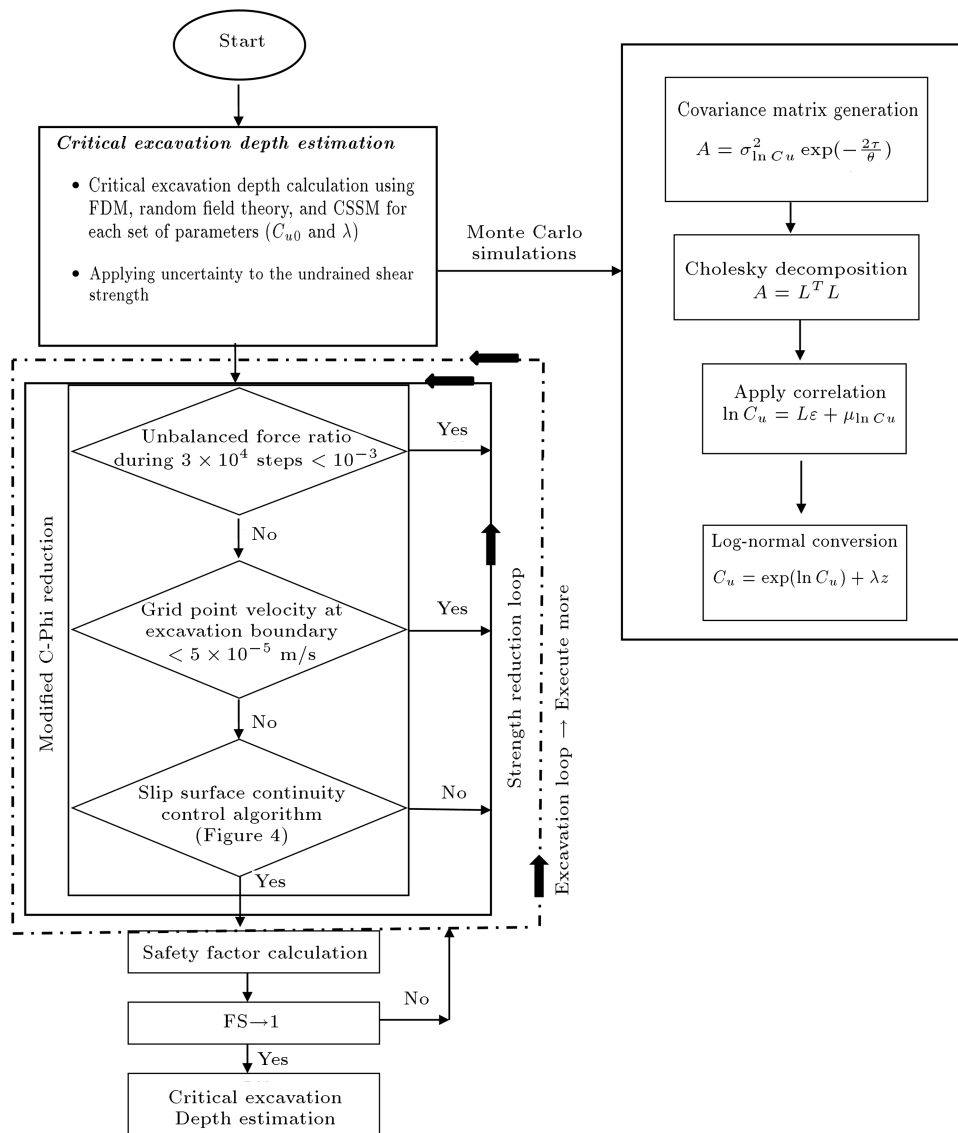 Start
Critical excavation depth estimation
• Critical excavation depth calculation using
FDM, random field theory, and CSSM for
each set of parameters (C_{u0} and λ)
• Applying uncertainty to the undrained shear
strength
Monte Carlo
simulations
Covariance matrix generation
A = σ²_{ln Cu} exp(−\frac{2τ}{θ})
Cholesky decomposition
A = L^T L
Apply correlation
ln C_u = Lε + μ_{ln Cu}
Log-normal conversion
C_u = exp(ln C_u) + λz
Unbalanced force ratio
during 3 × 10⁴ steps < 10⁻³
Yes
No
Grid point velocity at
excavation boundary
< 5 × 10⁻⁵ m/s
Yes
No
Slip surface continuity
control algorithm
(Figure 4)
No
Yes
Modified C-Phi reduction
Strength reduction loop
Excavation loop → Execute more
Safety factor calculation
FS→1
No
Yes
Critical excavation
Depth estimation